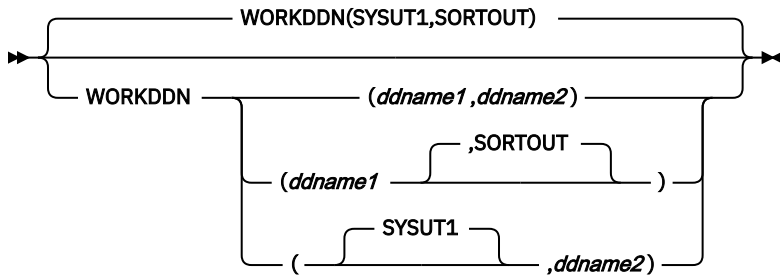 WORKDDN(SYSUT1,SORTOUT)
WORKDDN (ddname1 ,ddname2)
,SORTOUT
(ddname1 )
SYSUT1
( ,ddname2)